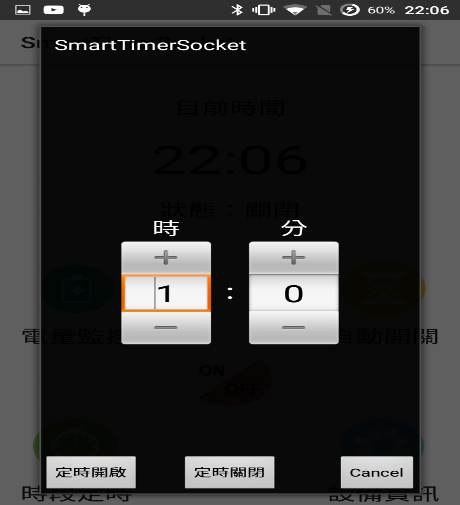 60% 22:06
SmartTimerSocket
目前時間
22:06
狀態：關閉
時 分
+ +
1 : 0
− −
電量監控 自動開關
ON
OFF
定時開啟 定時關閉 Cancel
時段定時 設備資訊